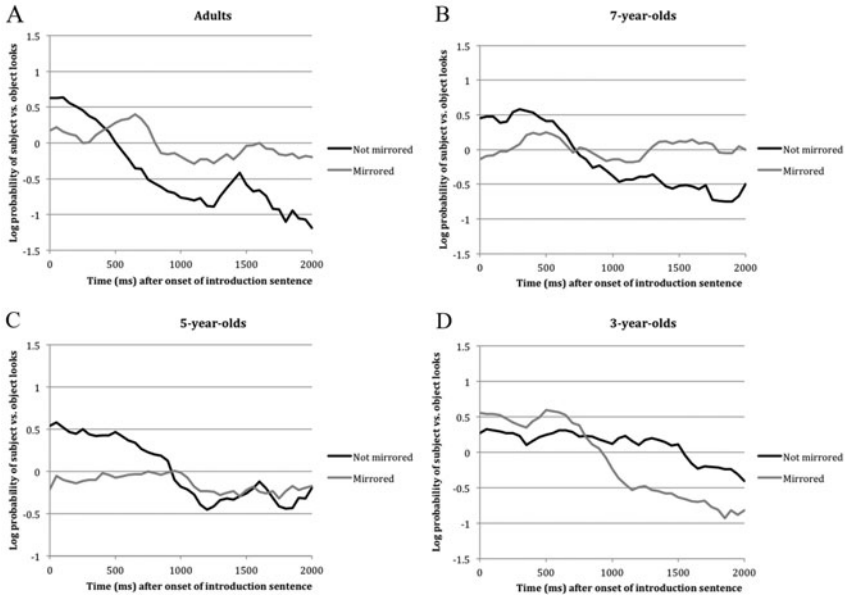 A
Adults
Log probability of subject vs. object looks
1.5
1
0.5
0
-0.5
-1
-1.5
0
500
1000
1500
2000
Time (ms) after onset of introduction sentence
Not mirrored
Mirrored
B
7-year-olds
Log probability of subject vs. object looks
1.5
1
0.5
0
-0.5
-1
-1.5
0
500
1000
1500
2000
Time (ms) after onset of introduction sentence
Not mirrored
Mirrored
C
5-year-olds
Log probability of subject vs. object looks
1.5
1
0.5
0
-0.5
-1
0
500
1000
1500
2000
Time (ms) after onset of introduction sentence
Not mirrored
Mirrored
D
3-year-olds
Log probability of subject vs. object looks
1.5
1
0.5
0
-0.5
-1
-1.5
0
500
1000
1500
2000
Time (ms) after onset of introduction sentence
Not mirrored
Mirrored